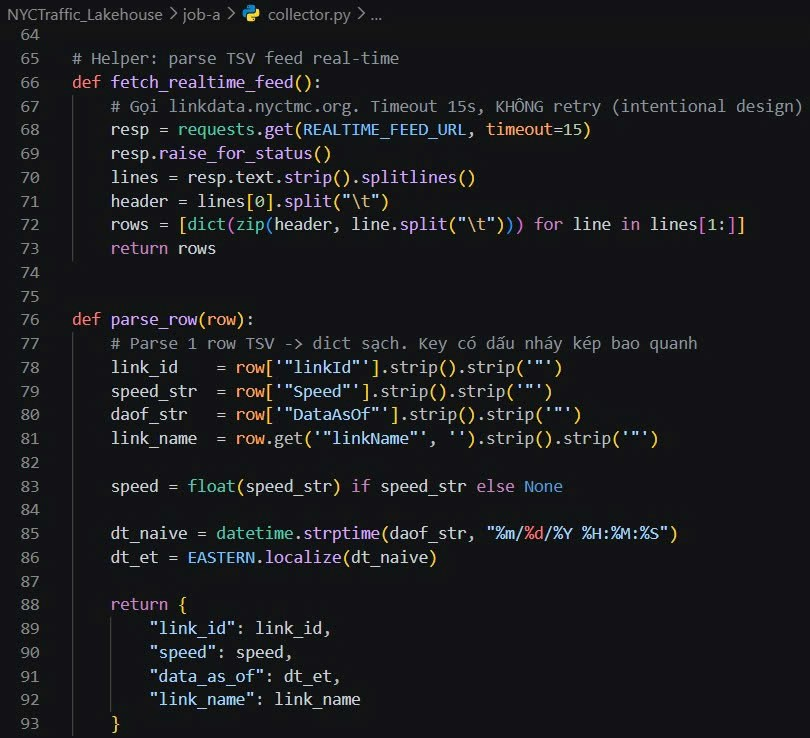 NYCTraffic_Lakehouse > job-a > collector.py > ...
64
65 # Helper: parse TSV feed real-time
66 def fetch_realtime_feed():
67     # Gọi linkdata.nyctmc.org. Timeout 15s, KHÔNG retry (intentional design)
68     resp = requests.get(REALTIME_FEED_URL, timeout=15)
69     resp.raise_for_status()
70     lines = resp.text.strip().splitlines()
71     header = lines[0].split("\t")
72     rows = [dict(zip(header, line.split("\t"))) for line in lines[1:]]
73     return rows
74
75
76 def parse_row(row):
77     # Parse 1 row TSV -> dict sạch. Key có dấu nháy kép bao quanh
78     link_id    = row['"linkId"'].strip().strip('"')
79     speed_str  = row['"Speed"'].strip().strip('"')
80     daof_str   = row['"DataAsOf"'].strip().strip('"')
81     link_name  = row.get('"linkName"', '').strip().strip('"')
82
83     speed = float(speed_str) if speed_str else None
84
85     dt_naive = datetime.strptime(daof_str, "%m/%d/%Y %H:%M:%S")
86     dt_et = EASTERN.localize(dt_naive)
87
88     return {
89         "link_id": link_id,
90         "speed": speed,
91         "data_as_of": dt_et,
92         "link_name": link_name
93     }